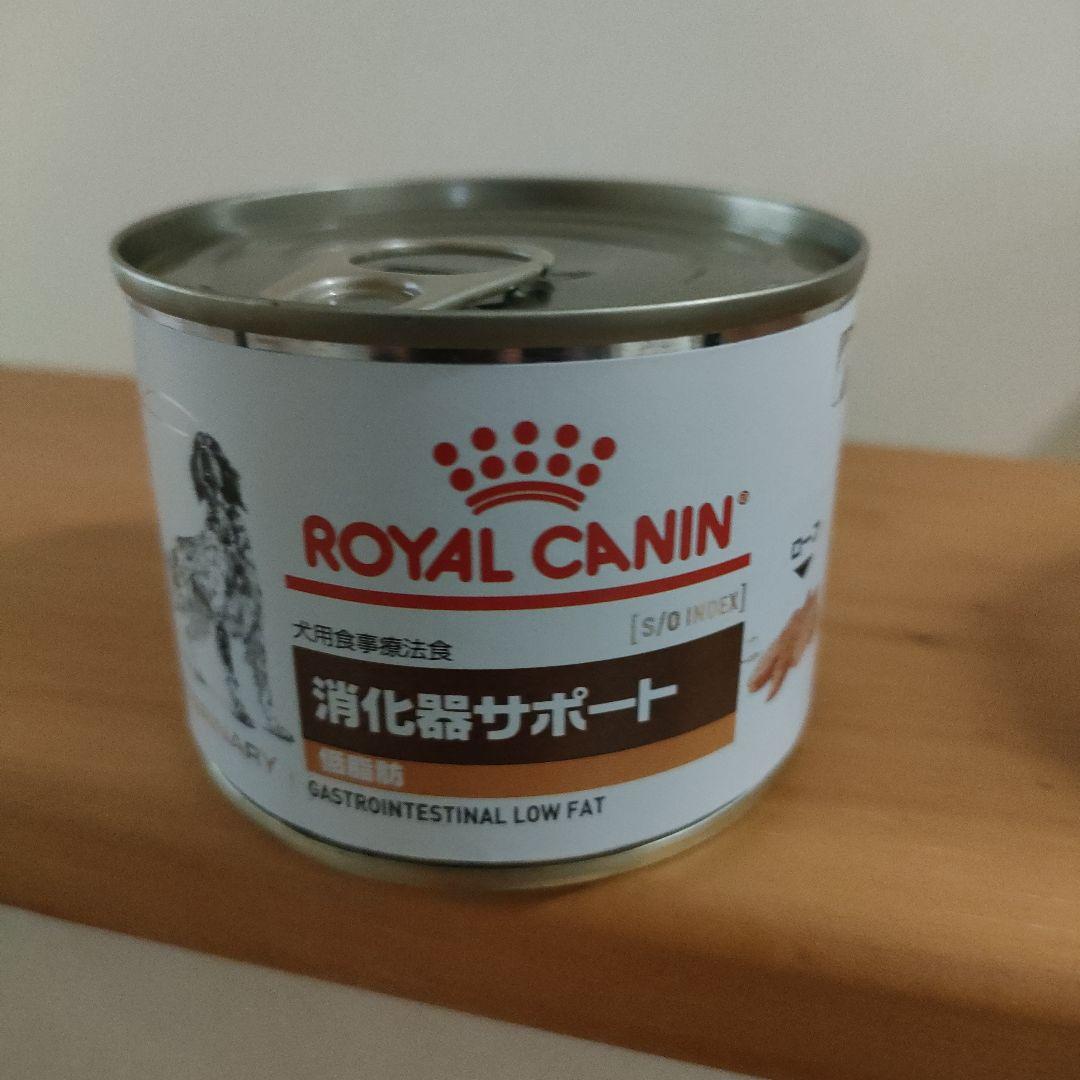 ROYAL CANIN®
[S/O INDEX]
犬用食事療法食
消化器サポート
低脂肪
GASTROINTESTINAL LOW FAT